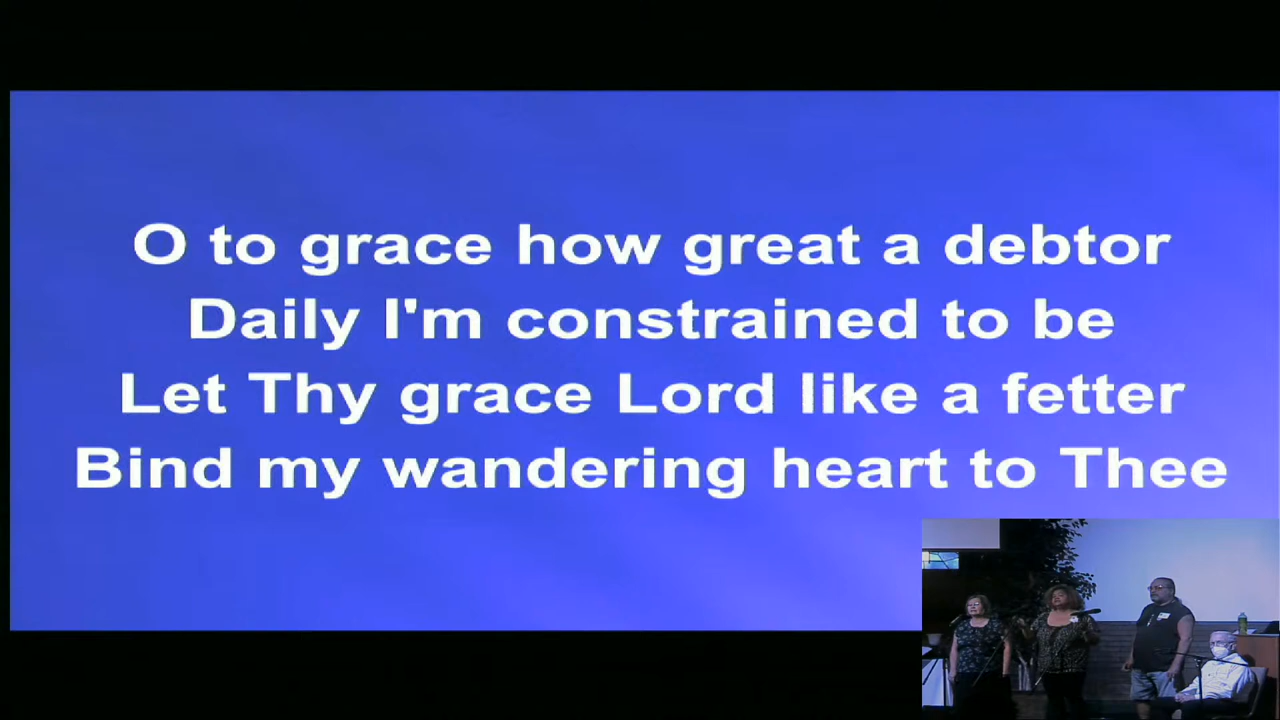 O to grace how great a debtor
Daily I'm constrained to be
Let Thy grace Lord like a fetter
Bind my wandering heart to Thee